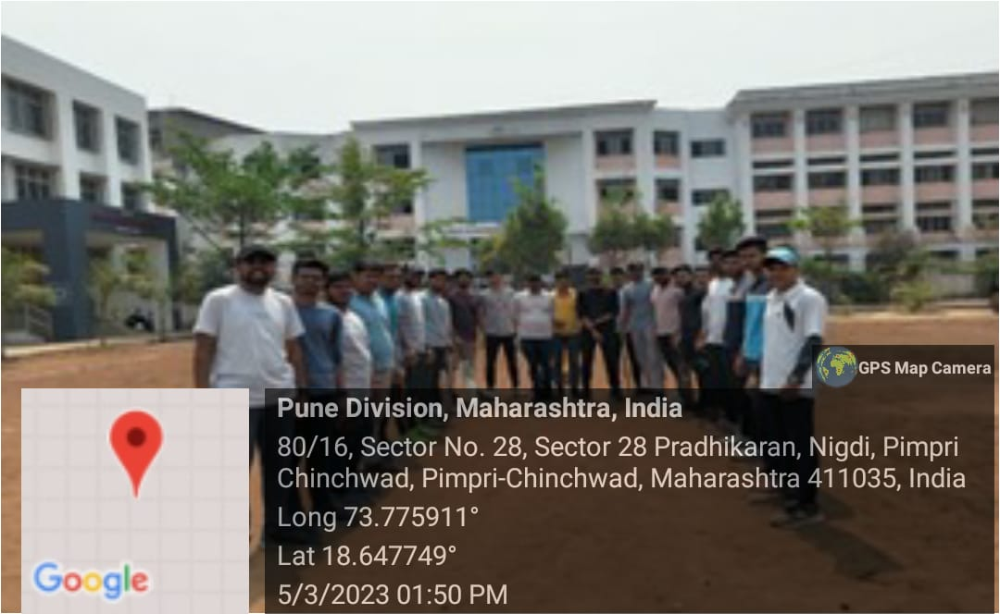 GPS Map Camera
Pune Division, Maharashtra, India
80/16, Sector No. 28, Sector 28 Pradhikaran, Nigdi, Pimpri
Chinchwad, Pimpri-Chinchwad, Maharashtra 411035, India
Long 73.775911°
Lat 18.647749°
5/3/2023 01:50 PM
Google